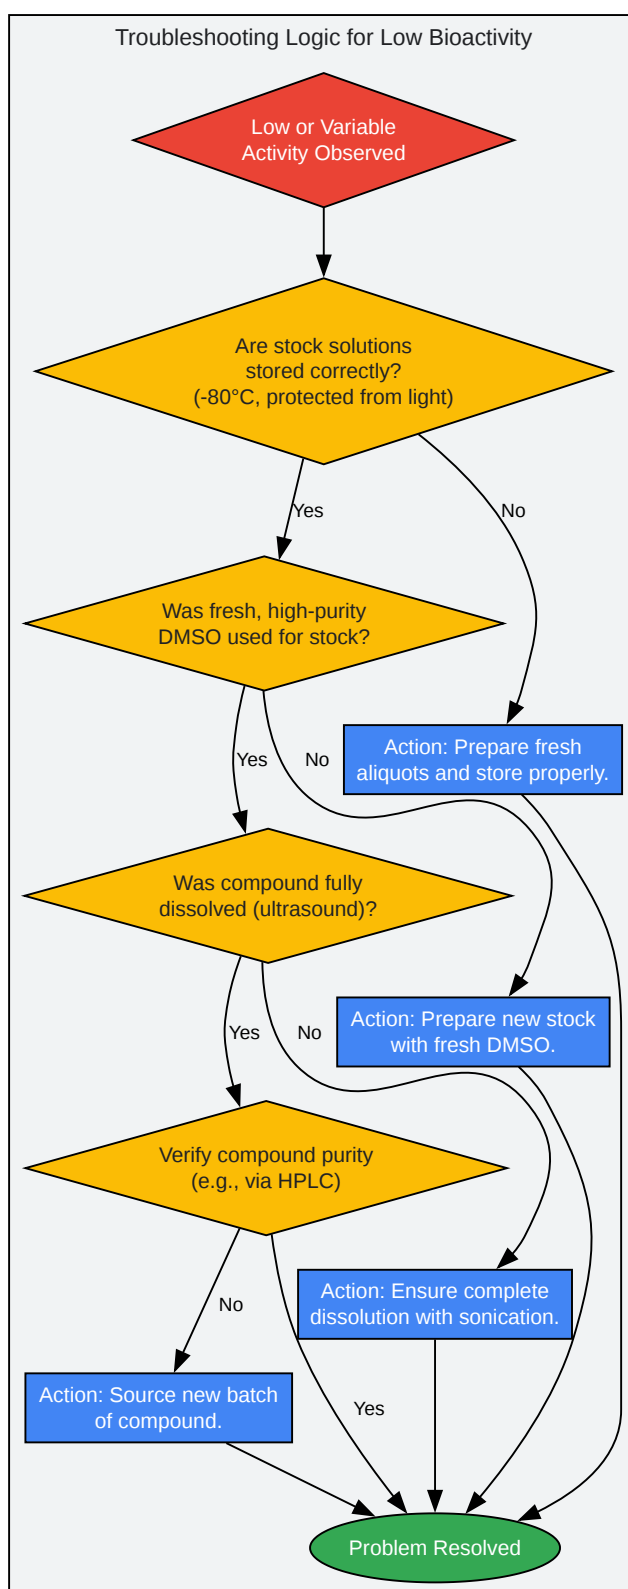 Troubleshooting Logic for Low Bioactivity
Low or Variable
Activity Observed
Are stock solutions
stored correctly?
(-80°C, protected from light)
Yes
No
Was fresh, high-purity
DMSO used for stock?
Yes
No
Action: Prepare fresh
aliquots and store properly.
Was compound fully
dissolved (ultrasound)?
Yes
No
Action: Prepare new stock
with fresh DMSO.
Verify compound purity
(e.g., via HPLC)
No
Action: Ensure complete
dissolution with sonication.
Action: Source new batch
of compound.
Yes
Problem Resolved